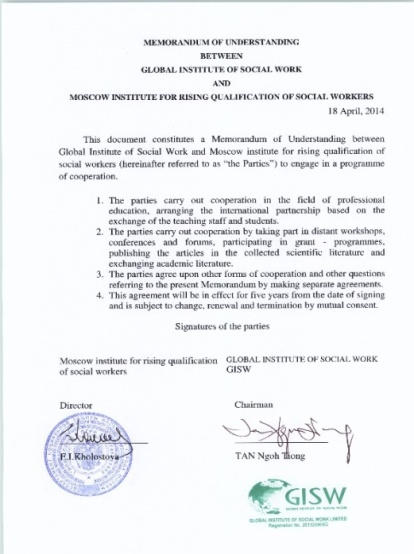 MEMORANDUM OF UNDERSTANDING
BETWEEN
GLOBAL INSTITUTE OF SOCIAL WORK
AND
MOSCOW INSTITUTE FOR RISING QUALIFICATION OF SOCIAL WORKERS
18 April, 2014
This document constitutes a Memorandum of Understanding between
Global Institute of Social Work and Moscow institute for rising qualification of
social workers (hereinafter referred to as "the Parties") to engage in a programme
of cooperation.
1. The parties carry out cooperation in the field of professional
education, arranging the international partnership based on the
exchange of the teaching staff and students.
2. The parties carry out cooperation by taking part in distant workshops,
conferences and forums, participating in grant - programmes,
publishing the articles in the collected scientific literature and
exchanging academic literature.
3. The parties agree upon other forms of cooperation and other questions
referring to the present Memorandum by making separate agreements.
4. This agreement will be in effect for five years from the date of signing
and is subject to change, renewal and termination by mutual consent.
Signatures of the parties
Moscow institute for rising qualification
of social workers
GLOBAL INSTITUTE OF SOCIAL WORK
GISW
Director
Chairman
E.I.Kholostova
TAN Ngoh Tiong
GISW
GLOBAL INSTITUTE OF SOCIAL WORK
GLOBAL INSTITUTE OF SOCIAL WORK LIMITED
Registration No.